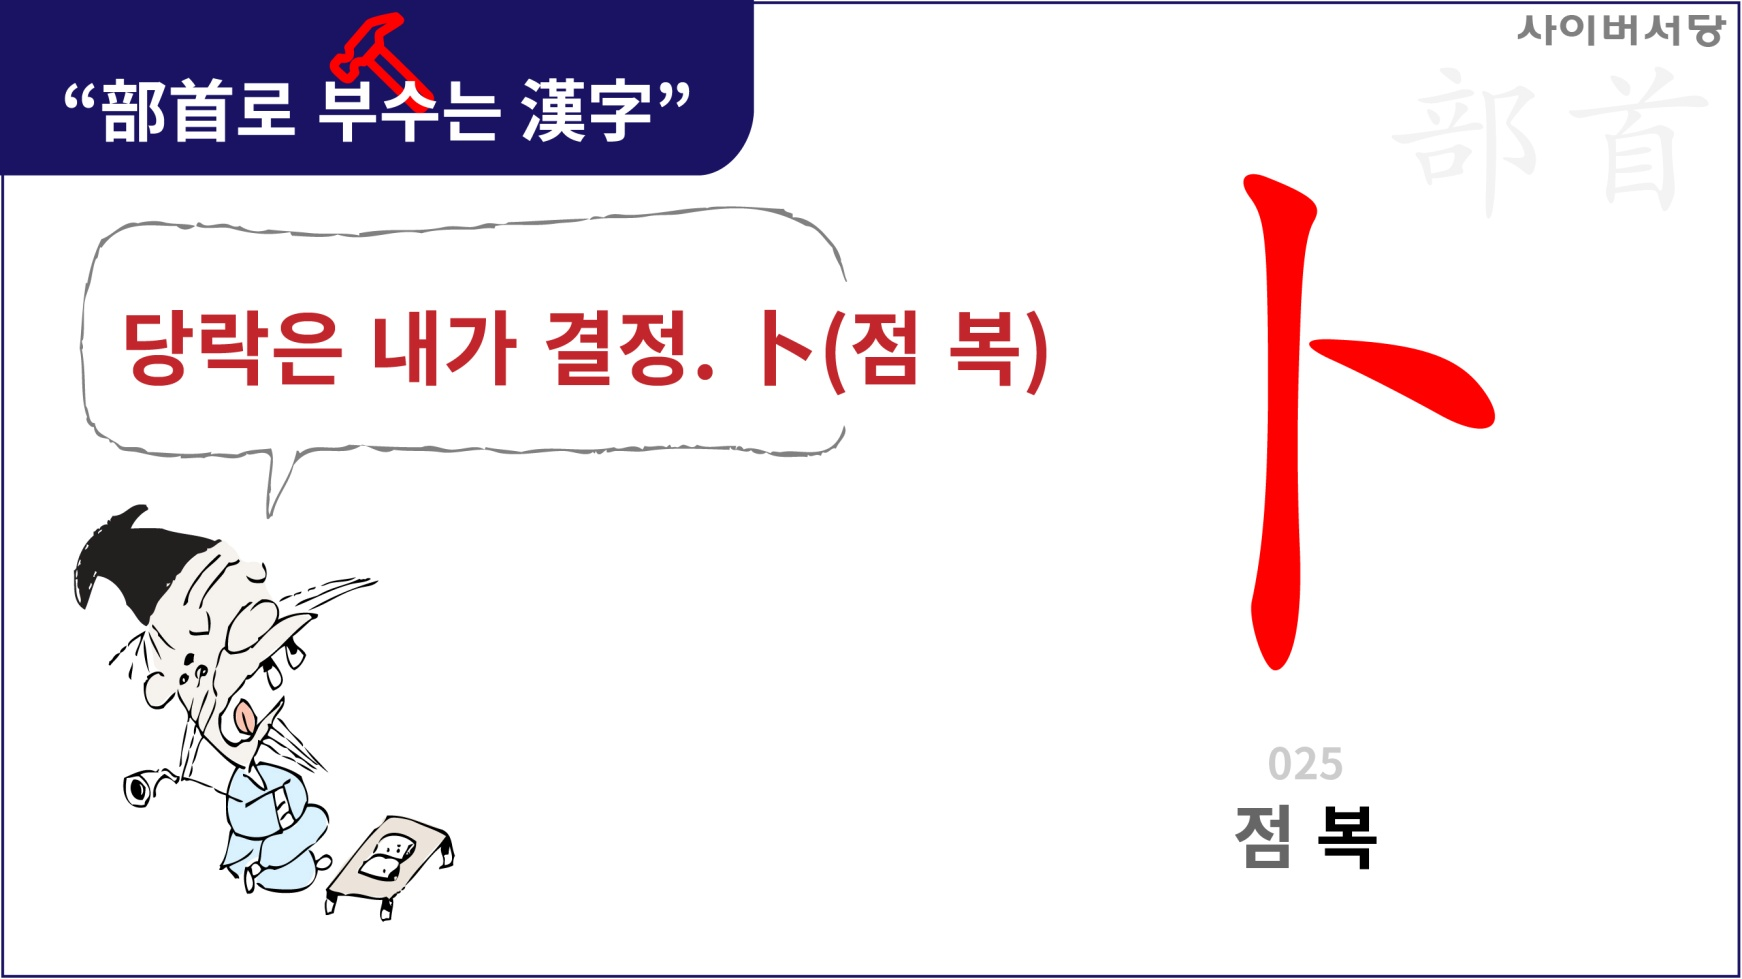 “部首로 부수는 漢字”
사이버서당
部首
당락은 내가 결정. 卜(점 복)
卜
025
점 복